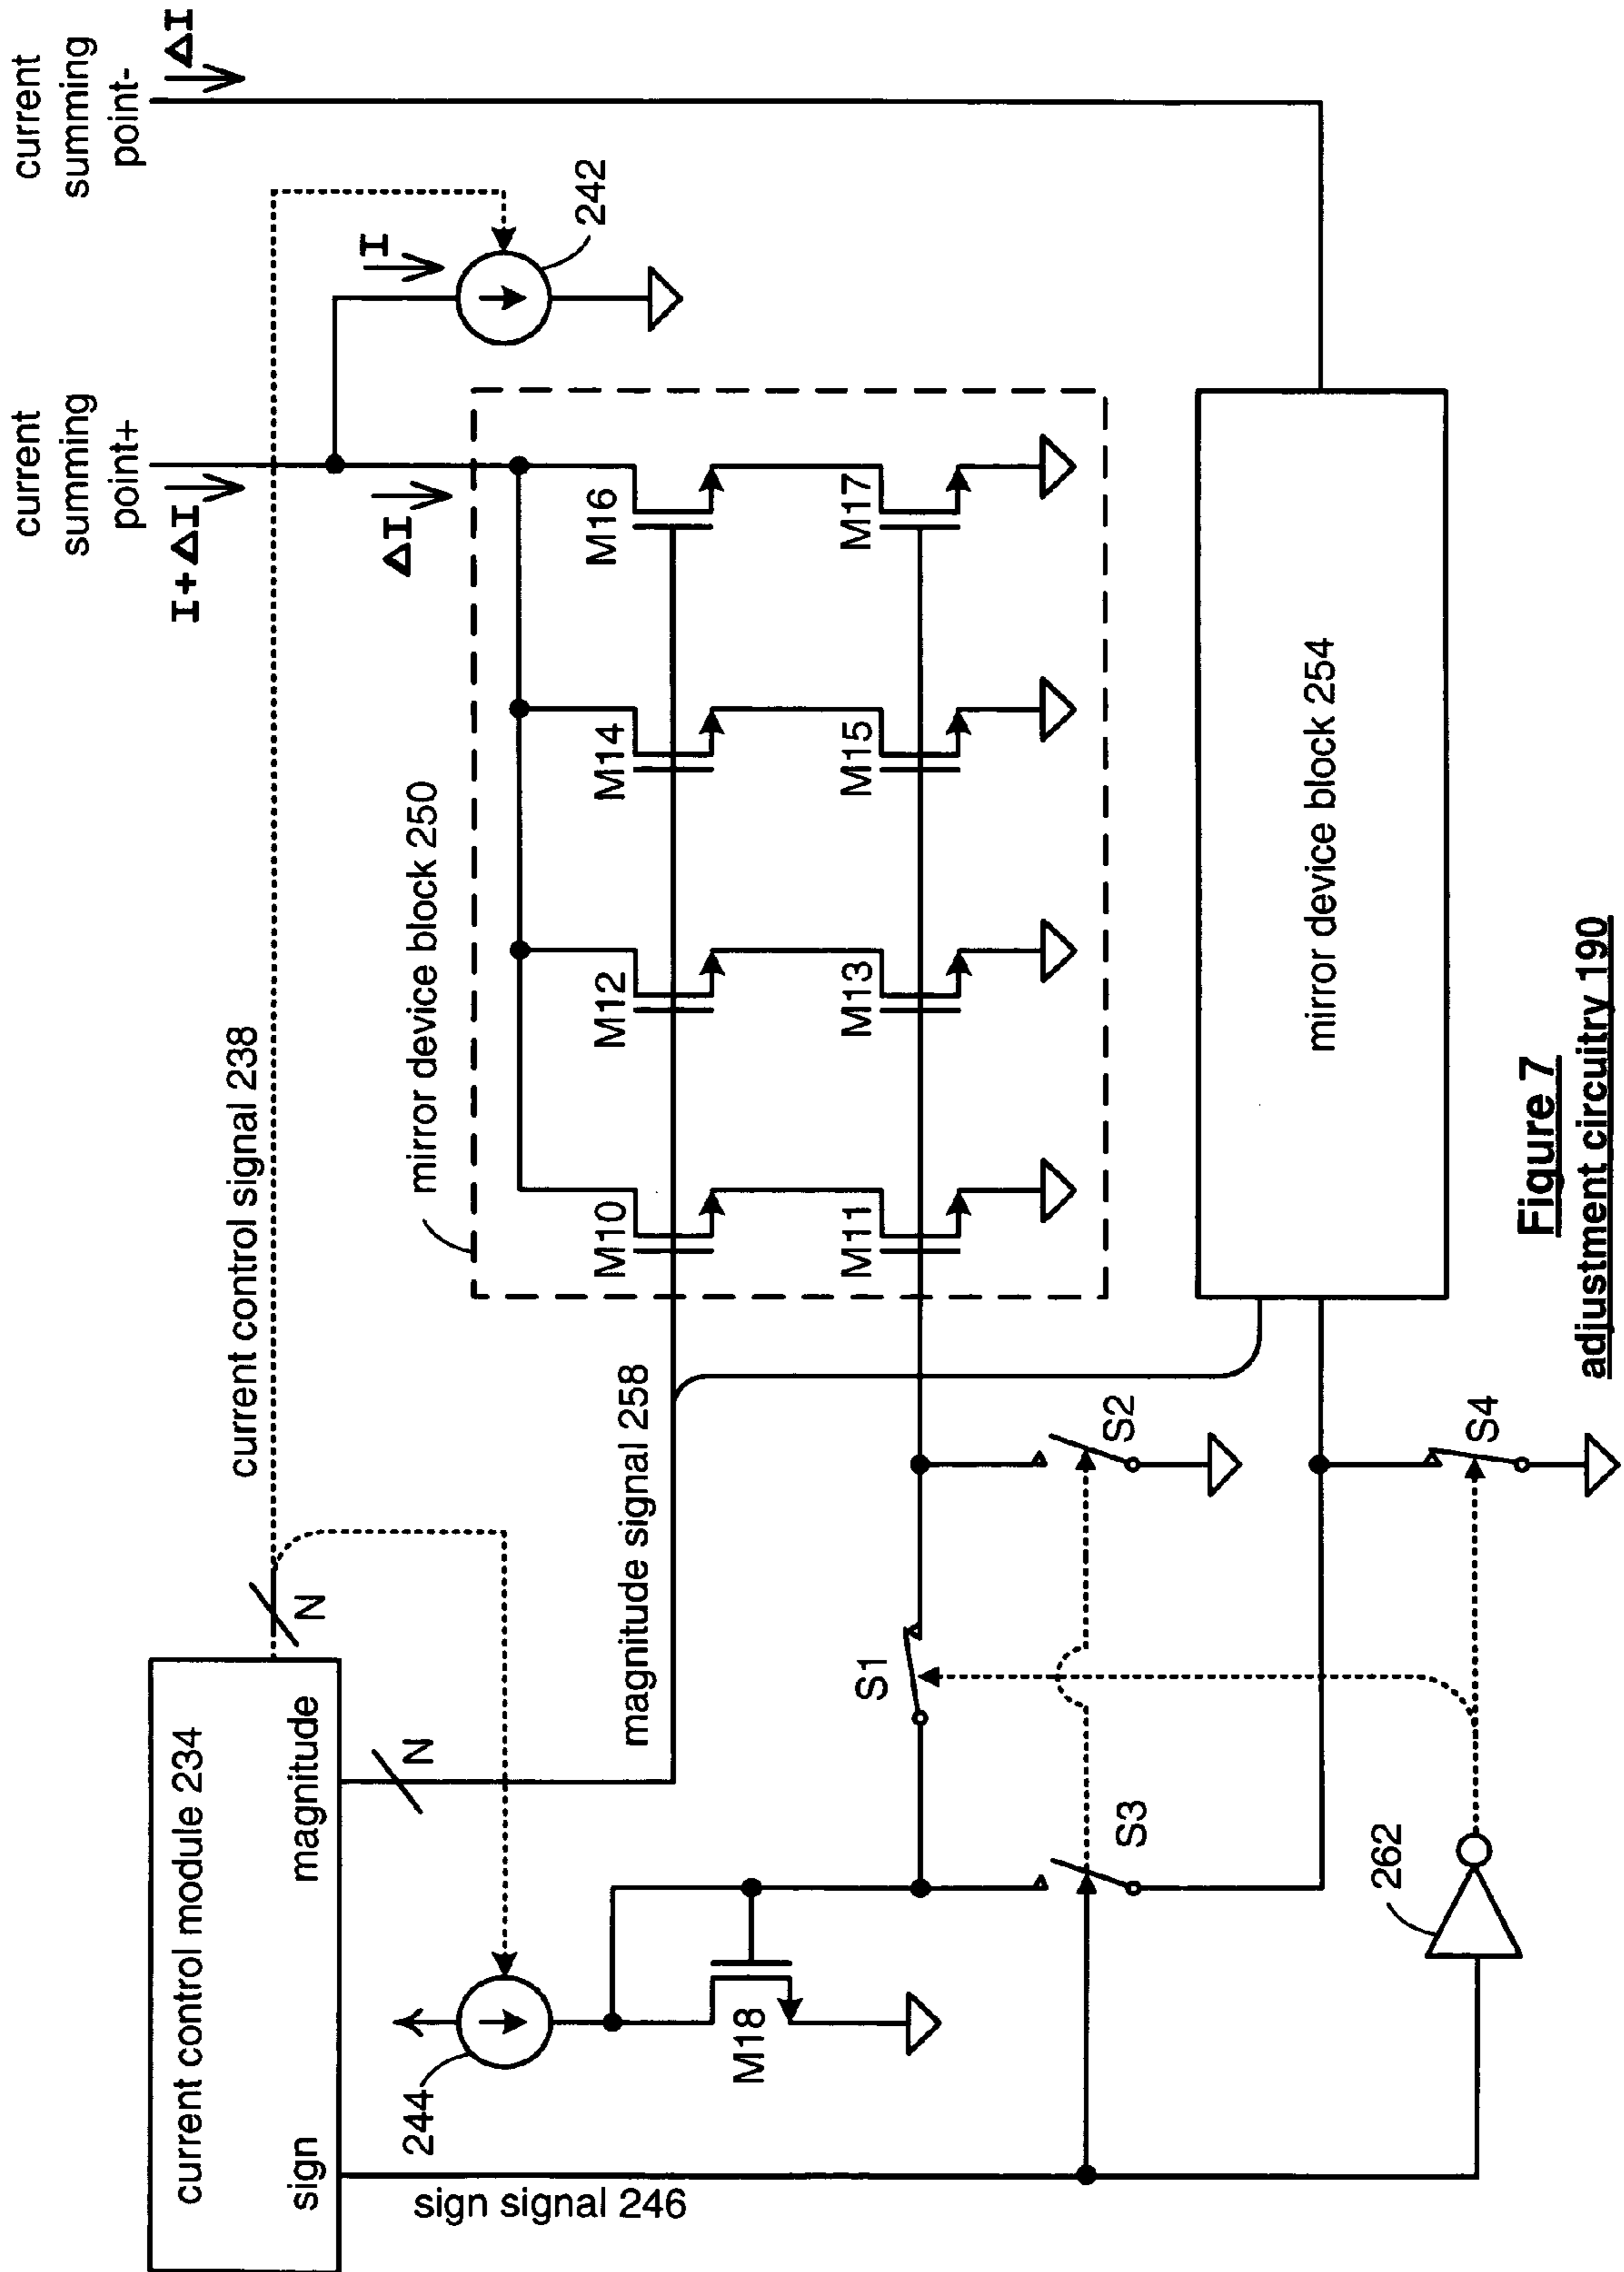 current control module 234
sign
magnitude
N
N
current control signal 238
current
summing
point+
current
summing
point-
I+ΔI
ΔI
I
ΔI
242
244
M18
sign signal 246
magnitude signal 258
mirror device block 250
M10
M12
M14
M16
M11
M13
M15
M17
S1
S2
S3
S4
262
mirror device block 254
Figure 7
adjustment circuitry 190